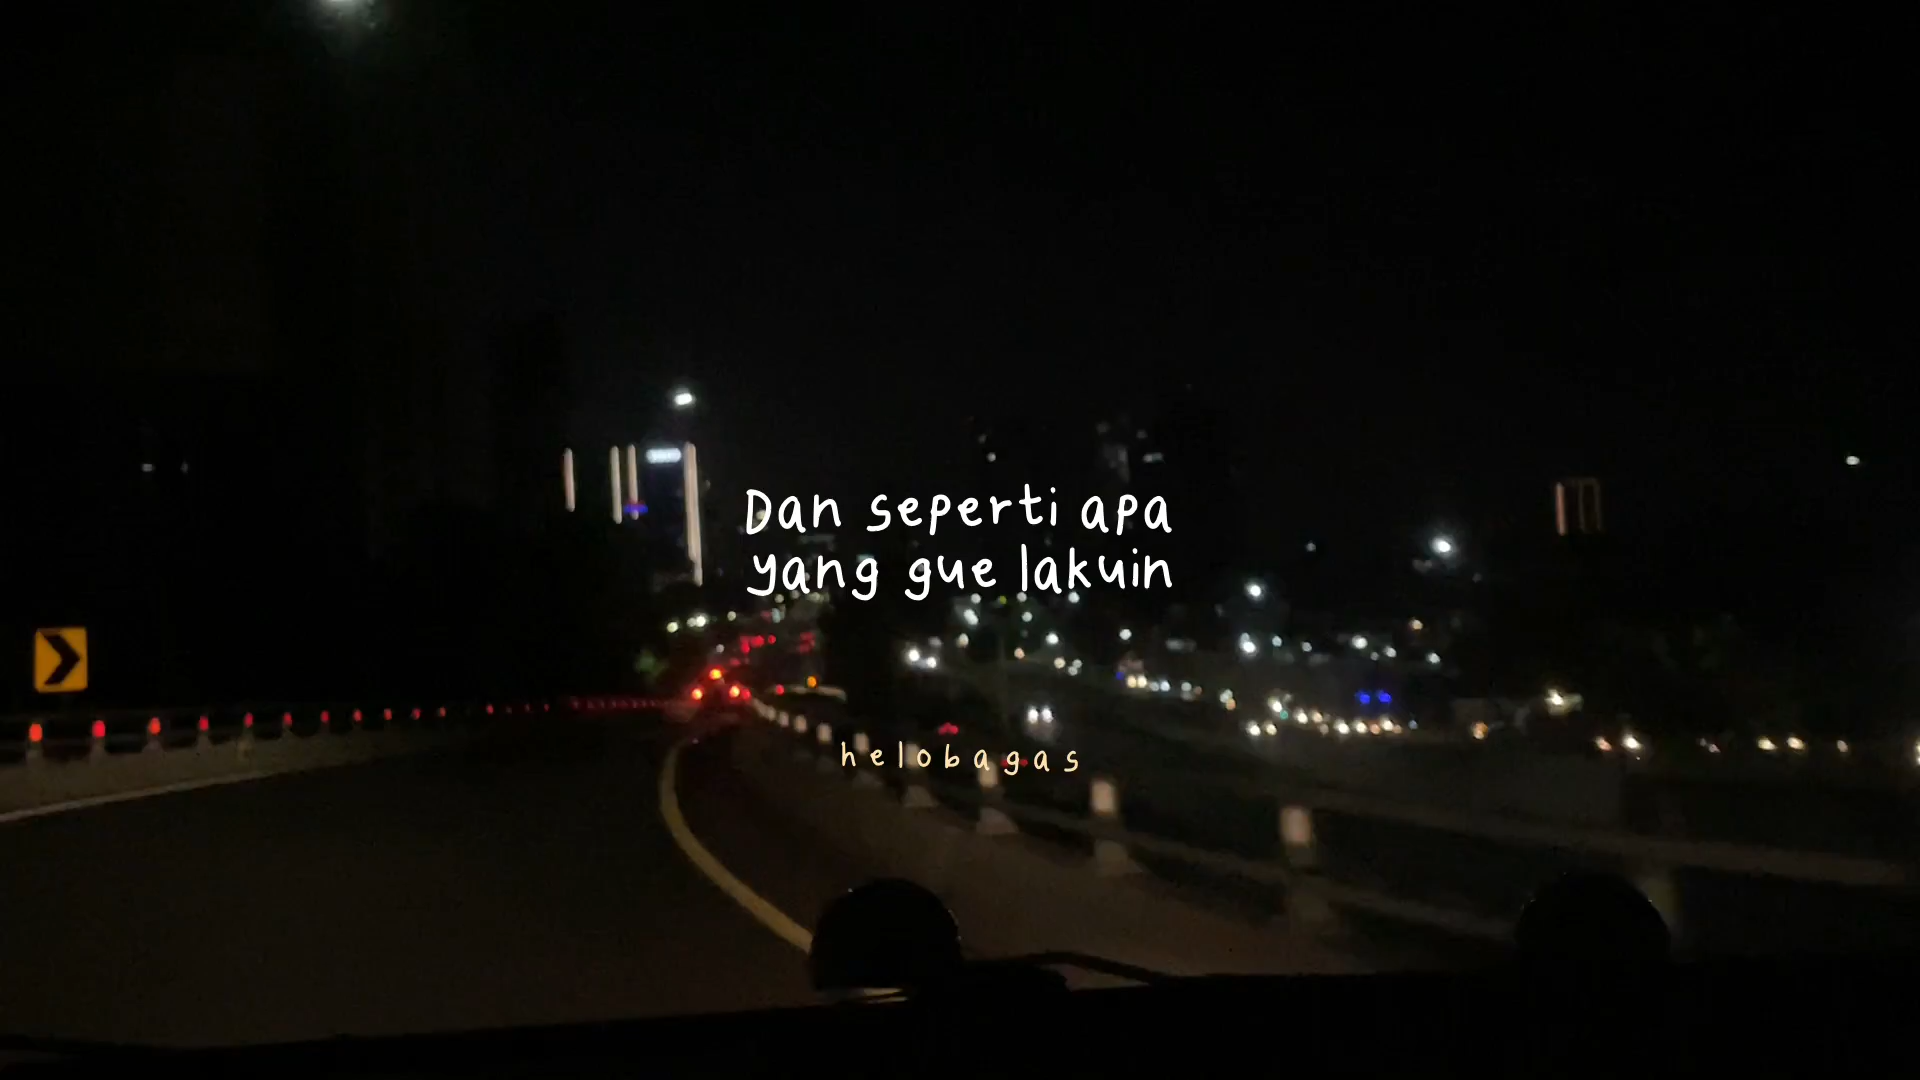 Dan seperti apa
yang gue lakuin
helobagas